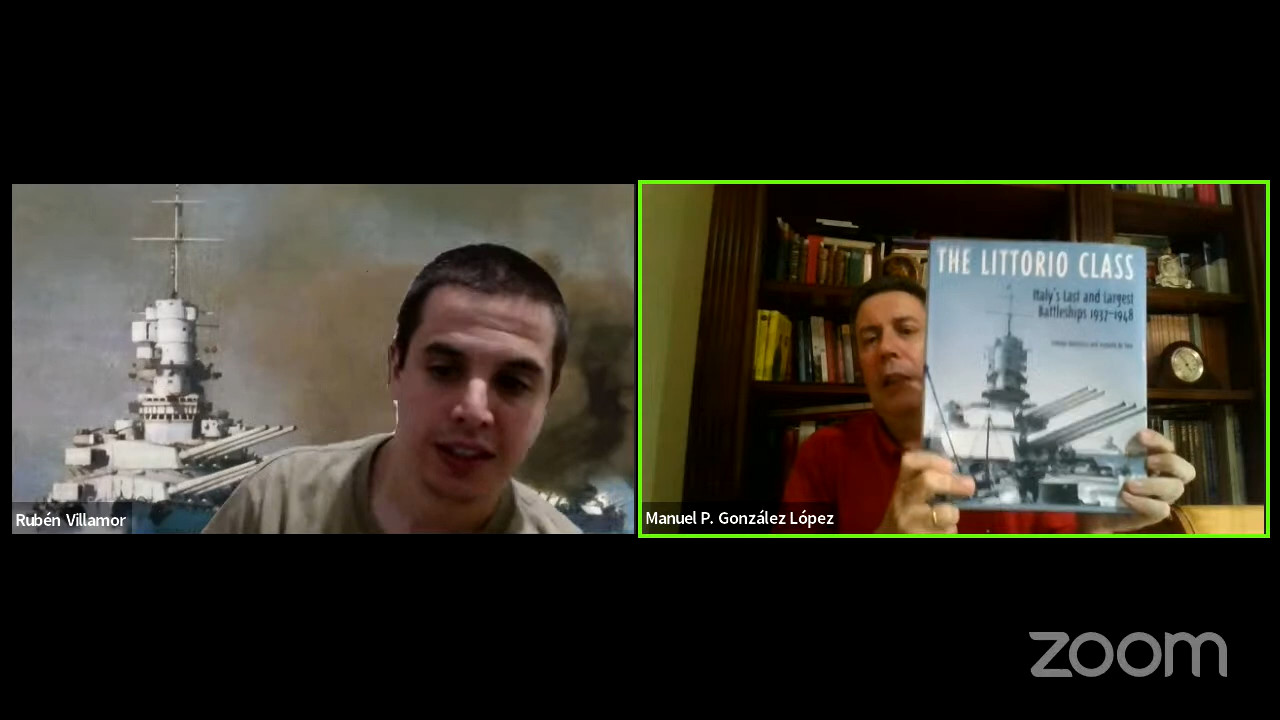 THE LITTORIO CLASS
Italy's Last and Largest
Battleships 1937-1948
Rubén Villamor
Manuel P. González López
zoom